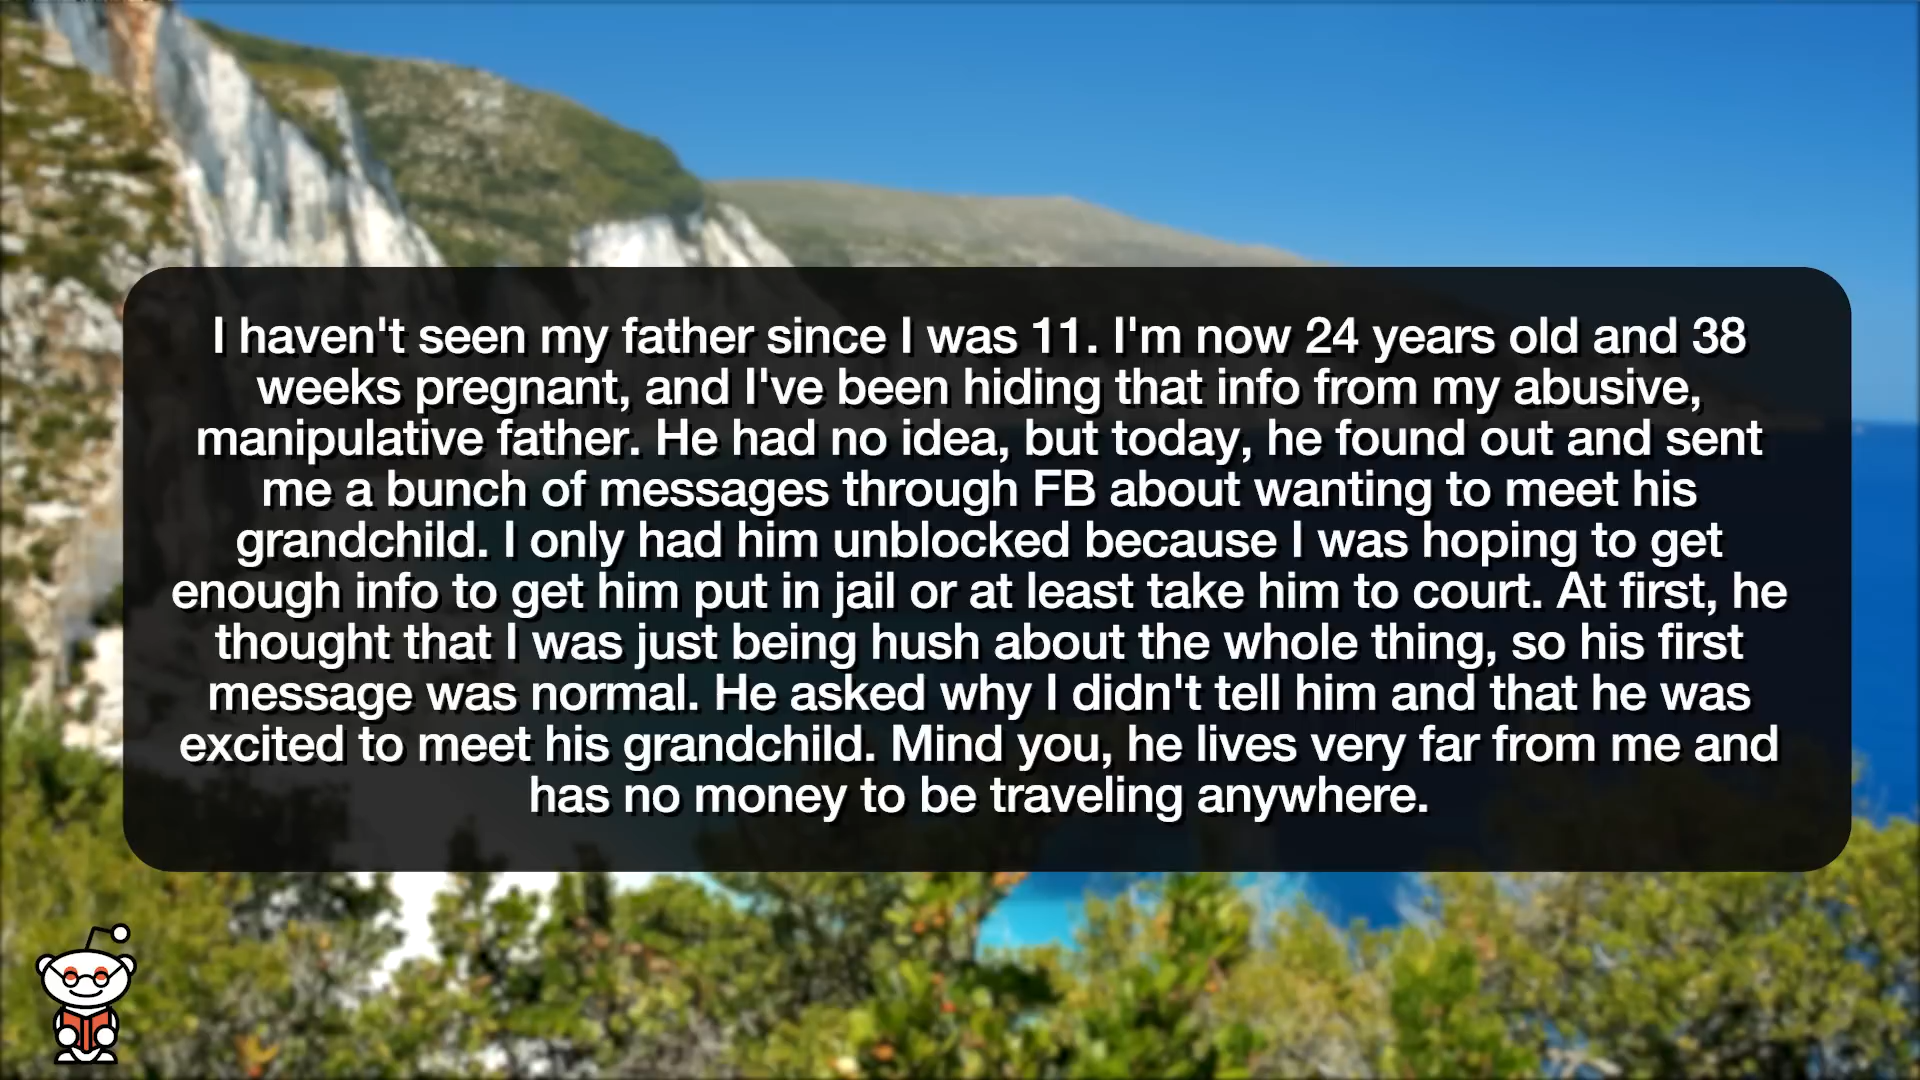 I haven't seen my father since I was 11. I'm now 24 years old and 38
weeks pregnant, and I've been hiding that info from my abusive,
manipulative father. He had no idea, but today, he found out and sent
me a bunch of messages through FB about wanting to meet his
grandchild. I only had him unblocked because I was hoping to get
enough info to get him put in jail or at least take him to court. At first, he
thought that I was just being hush about the whole thing, so his first
message was normal. He asked why I didn't tell him and that he was
excited to meet his grandchild. Mind you, he lives very far from me and
has no money to be traveling anywhere.